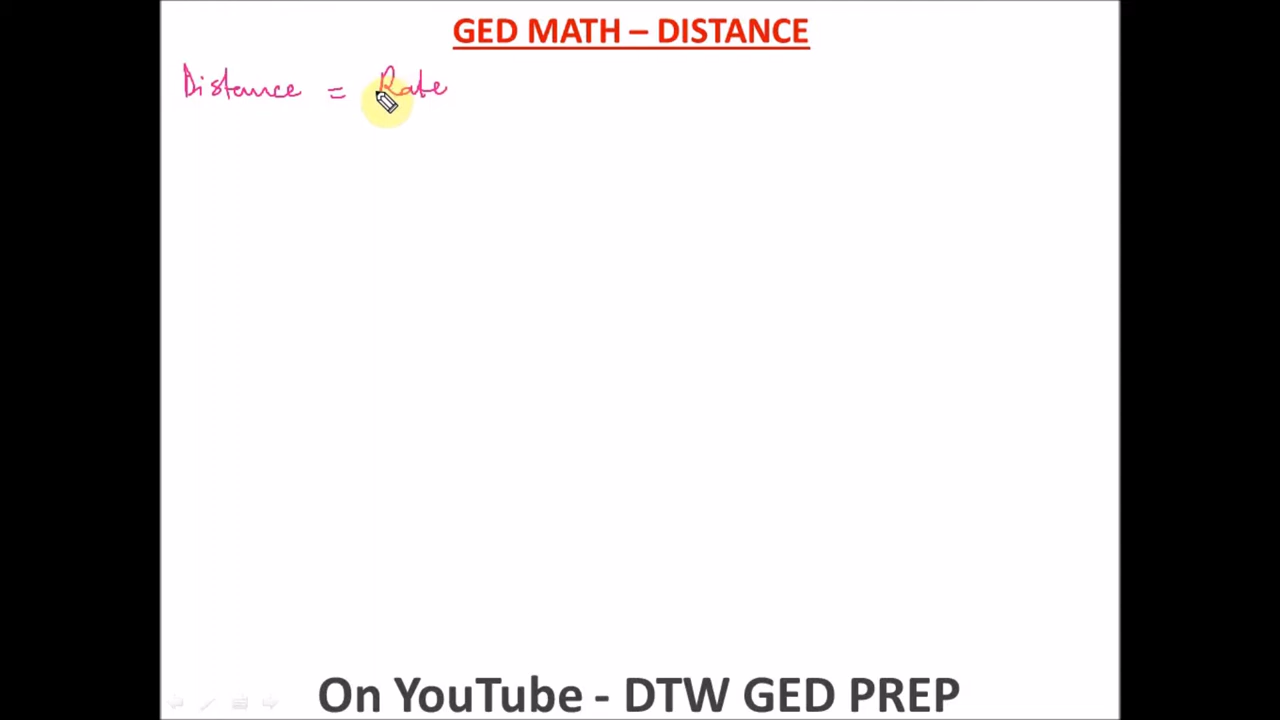 GED MATH – DISTANCE
Distance = Rate
On YouTube - DTW GED PREP